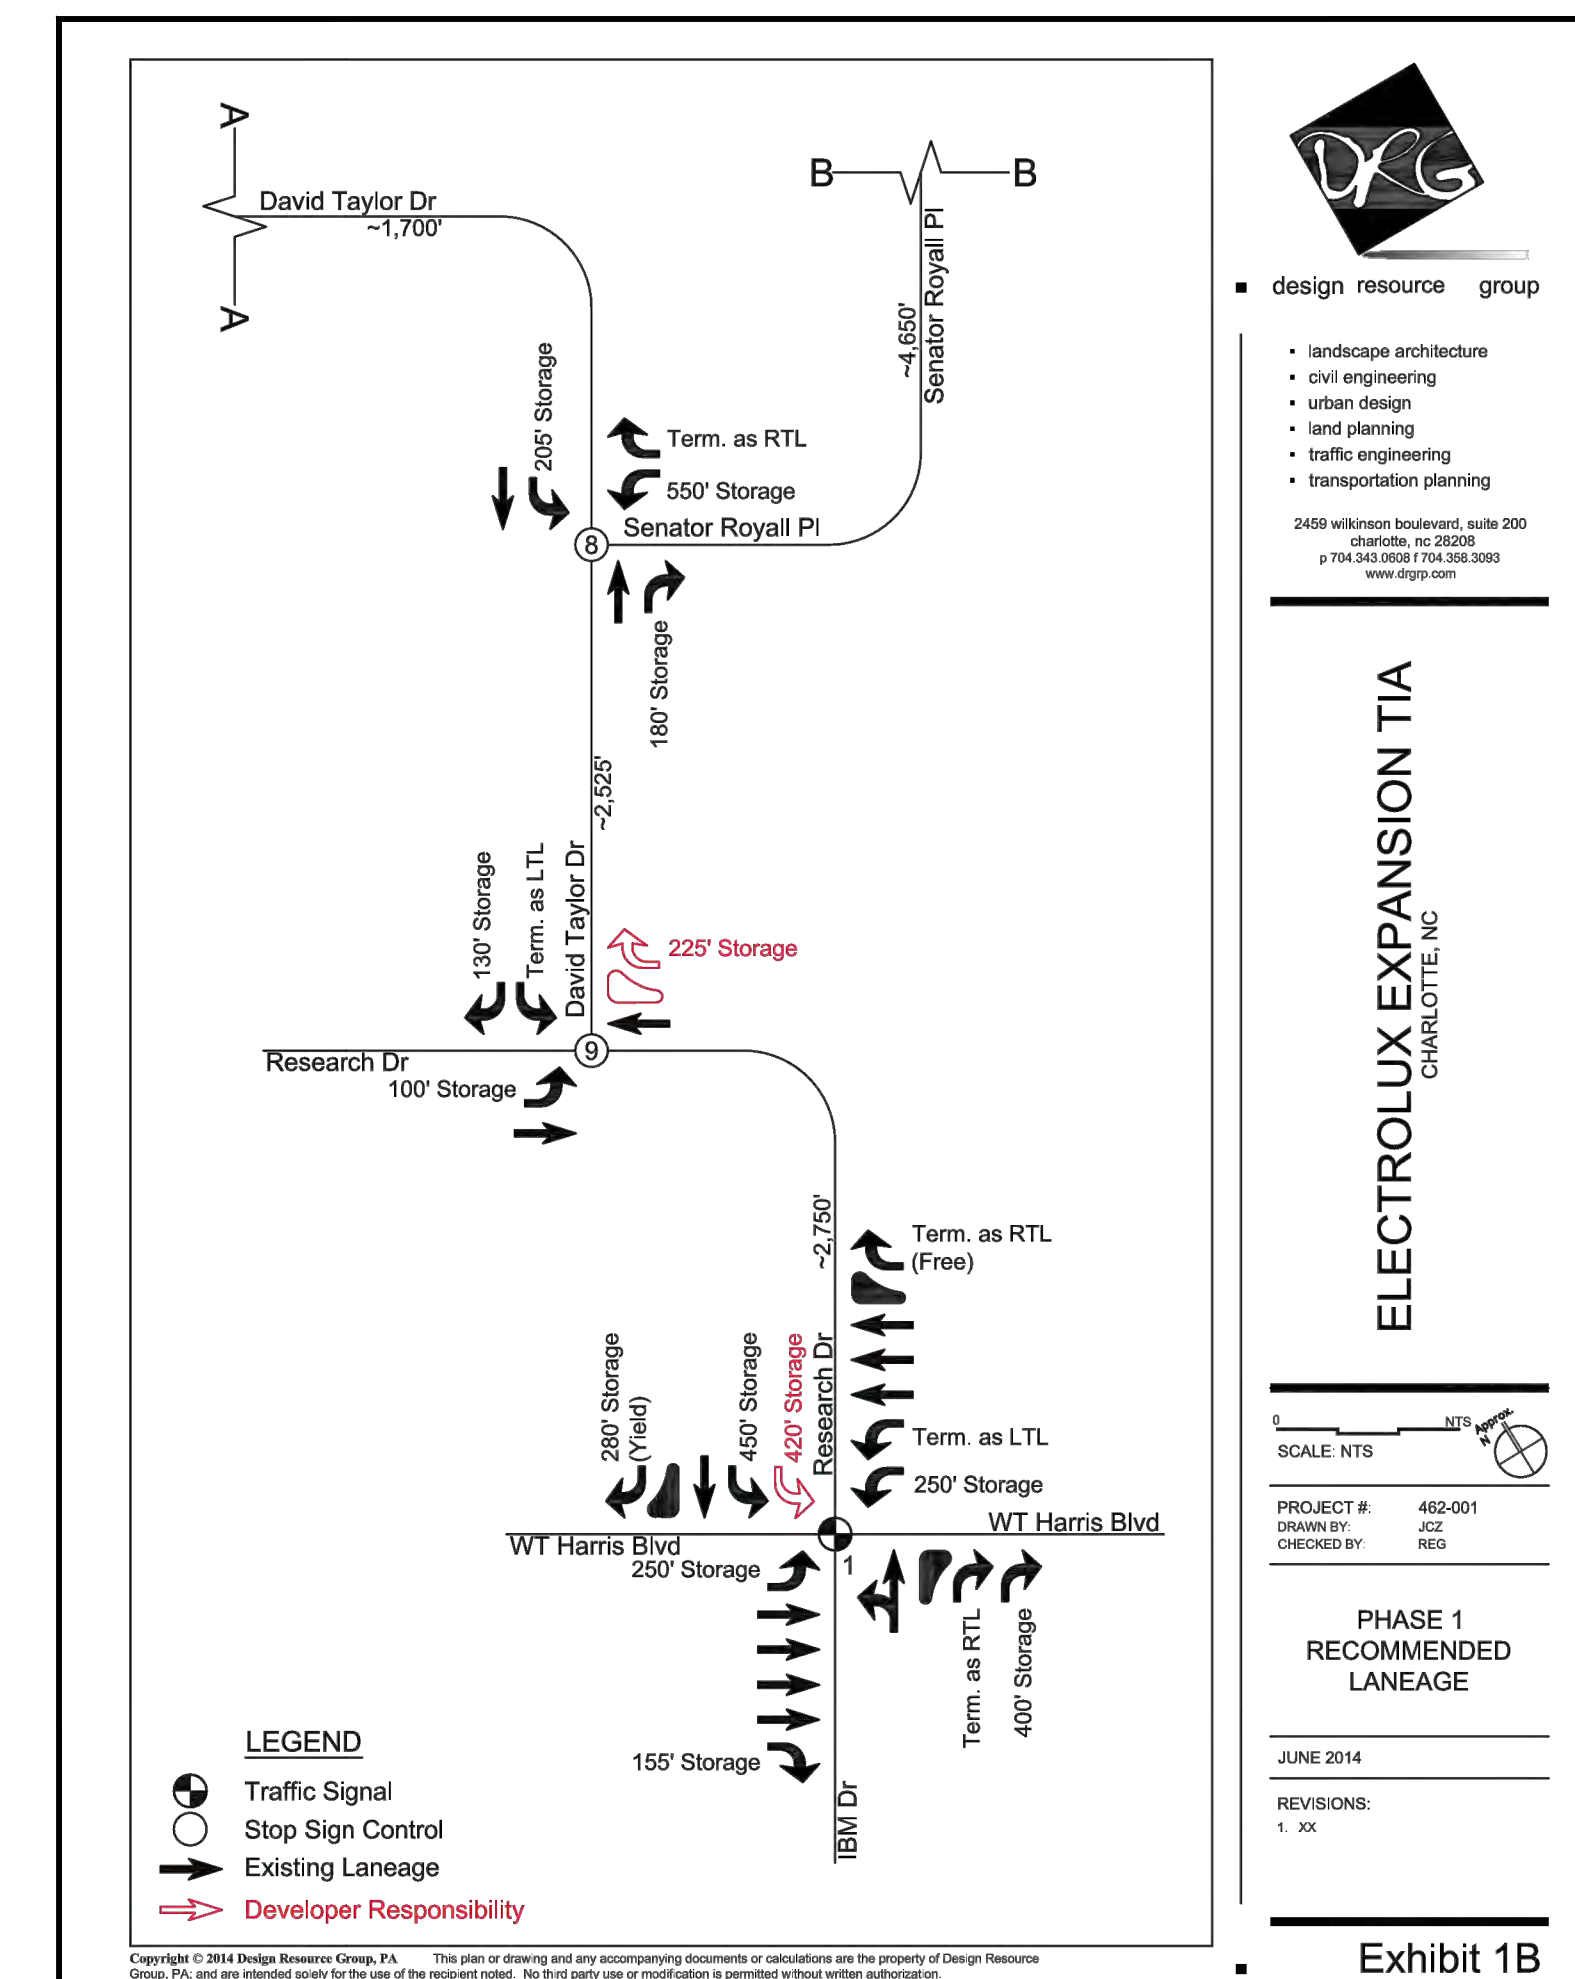 A
A
David Taylor Dr
~1,700'
B
B
Senator Royall Pl
~4,650'
205' Storage
Term. as RTL
550' Storage
Senator Royall Pl
8
180' Storage
~2,525'
David Taylor Dr
130' Storage
Term. as LTL
225' Storage
9
Research Dr
100' Storage
~2,750'
Research Dr
Term. as RTL
(Free)
280' Storage
(Yield)
450' Storage
420' Storage
Term. as LTL
250' Storage
WT Harris Blvd
WT Harris Blvd
250' Storage
1
Term. as RTL
400' Storage
155' Storage
IBM Dr
LEGEND
Traffic Signal
Stop Sign Control
Existing Laneage
Developer Responsibility
Copyright © 2014 Design Resource Group, PA This plan or drawing and any accompanying documents or calculations are the property of Design Resource
Group, PA; and are intended solely for the use of the recipient noted. No third party use or modification is permitted without written authorization.
DRG
design resource group
landscape architecture
civil engineering
urban design
land planning
traffic engineering
transportation planning
2459 wilkinson boulevard, suite 200
charlotte, nc 28208
p 704.343.0608 f 704.358.3093
www.drgrp.com
ELECTROLUX EXPANSION TIA
CHARLOTTE, NC
0 NTS
SCALE: NTS
Approx.
N
PROJECT #: 462-001
DRAWN BY: JCZ
CHECKED BY: REG
PHASE 1
RECOMMENDED
LANEAGE
JUNE 2014
REVISIONS:
1. XX
Exhibit 1B